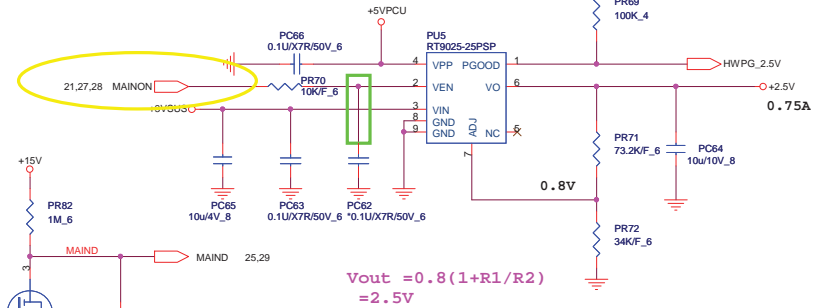 PR69
100K_4
+5VPCU
PC66
0.1U/X7R/50V_6
PU5
RT9025-25PSP
4
VPP
PGOOD
1
HWPG_2.5V
21,27,28
MAINON
PR70
10K/F_6
2
VEN
VO
6
+2.5V
0.75A
3
VIN
8
GND
9
GND
ADJ
NC
5
7
PR71
73.2K/F_6
PC64
10u/10V_8
+15V
PC65
10u/4V_8
PC63
0.1U/X7R/50V_6
PC62
*0.1U/X7R/50V_6
0.8V
PR82
1M_6
PR72
34K/F_6
MAIND
MAIND
25,29
3
Vout =0.8(1+R1/R2)
=2.5V